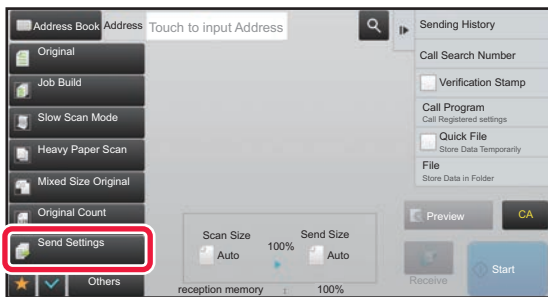 Address Book
Address
Touch to input Address
Original
Job Build
Slow Scan Mode
Heavy Paper Scan
Mixed Size Original
Original Count
Send Settings
Others
Scan Size
Auto
100%
Send Size
Auto
reception memory : 100%
Sending History
Call Search Number
Verification Stamp
Call Program
Call Registered settings
Quick File
Store Data Temporarily
File
Store Data in Folder
Preview
CA
Receive
Start